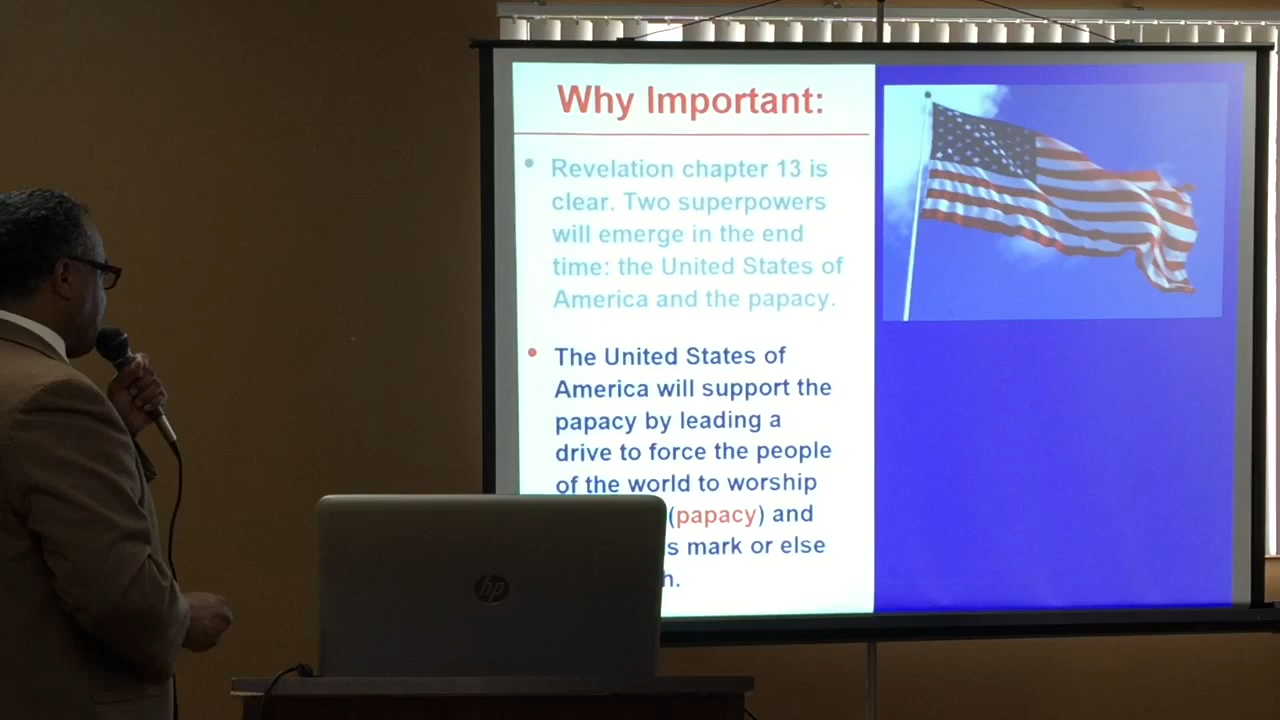 Why Important:
• Revelation chapter 13 is
clear. Two superpowers
will emerge in the end
time: the United States of
America and the papacy.
• The United States of
America will support the
papacy by leading a
drive to force the people
of the world to worship
(papacy) and
mark or else
hp